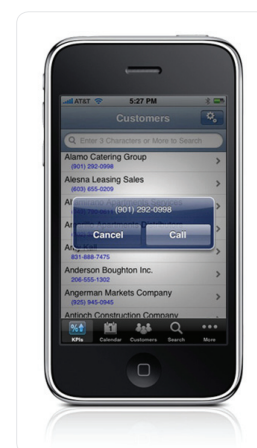 AT&T 5:27 PM
Customers
Enter 3 Characters or More to Search
Alamo Catering Group
(901) 292-0998
Alesna Leasing Sales
(603) 655-0209
(901) 292-0998
Cancel Call
831-888-7475
Anderson Boughton Inc.
206-555-1302
Angerman Markets Company
(925) 945-0945
Antioch Construction Company
KPIs Calendar Customers Search More